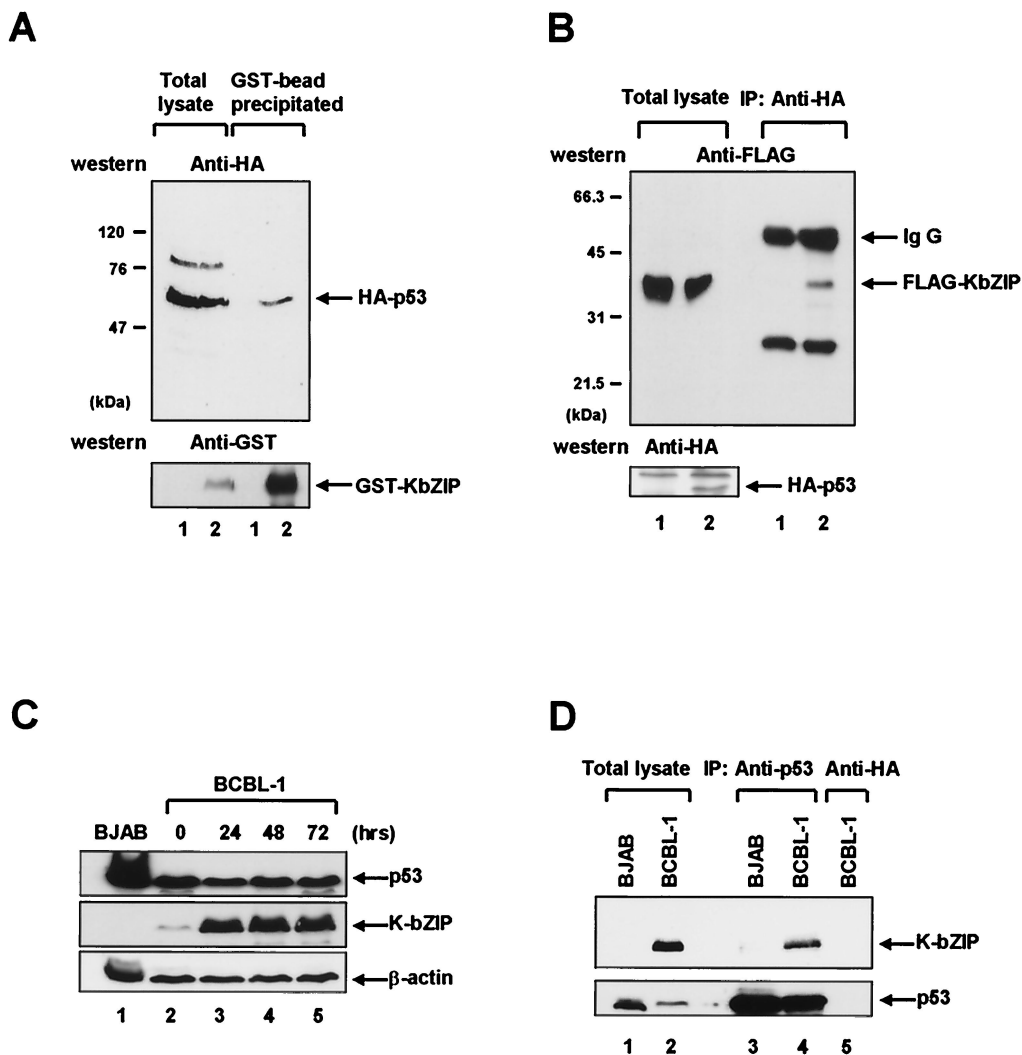 A
Total lysate
GST-bead precipitated
western Anti-HA
120
76
HA-p53
47
(kDa)
western Anti-GST
GST-KbZIP
1 2 1 2
B
Total lysate IP: Anti-HA
western Anti-FLAG
66.3
Ig G
45
FLAG-KbZIP
31
21.5
(kDa)
western Anti-HA
HA-p53
1 2 1 2
C
BCBL-1
BJAB 0 24 48 72 (hrs)
p53
K-bZIP
β-actin
1 2 3 4 5
D
Total lysate IP: Anti-p53 Anti-HA
BJAB BCBL-1 BJAB BCBL-1 BCBL-1
K-bZIP
p53
1 2 3 4 5